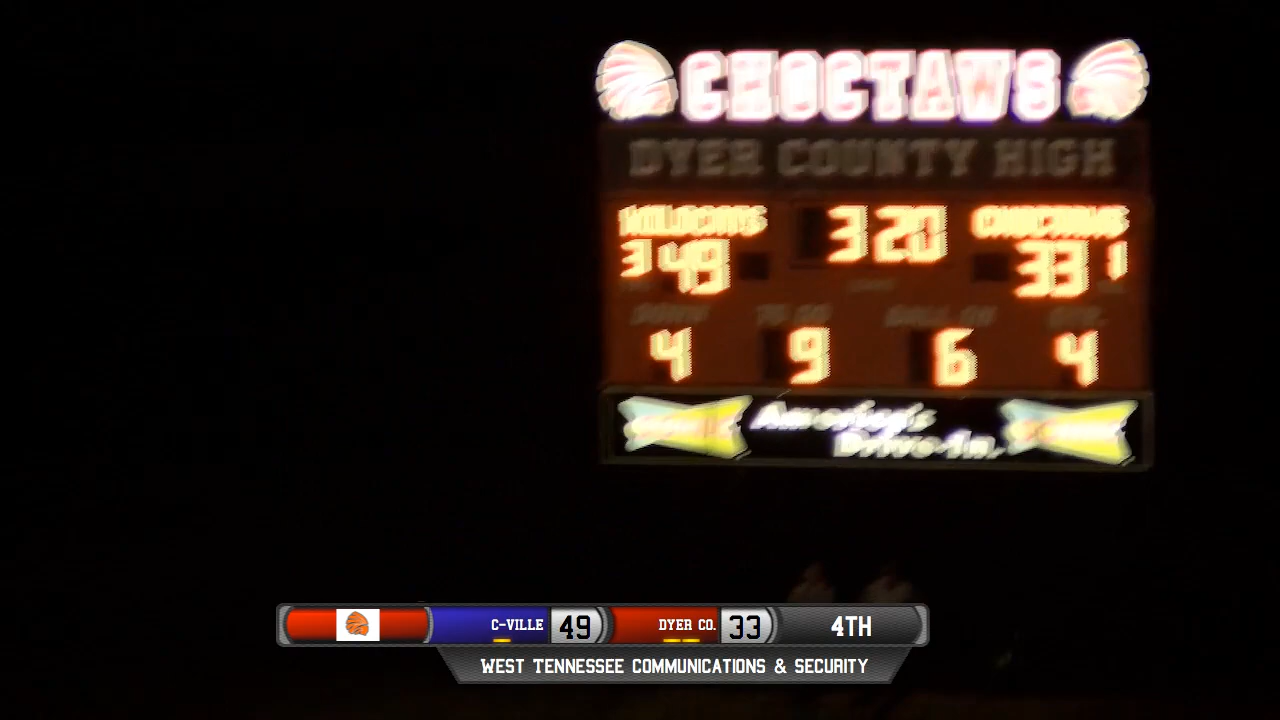 CHOCTAWS
DYER COUNTY HIGH
WILDCATS 3 20 CHOCTAWS
3 49 33 1
4 9 6 4
America's
Drive-In.
C-VILLE 49 DYER CO. 33 4TH
WEST TENNESSEE COMMUNICATIONS & SECURITY